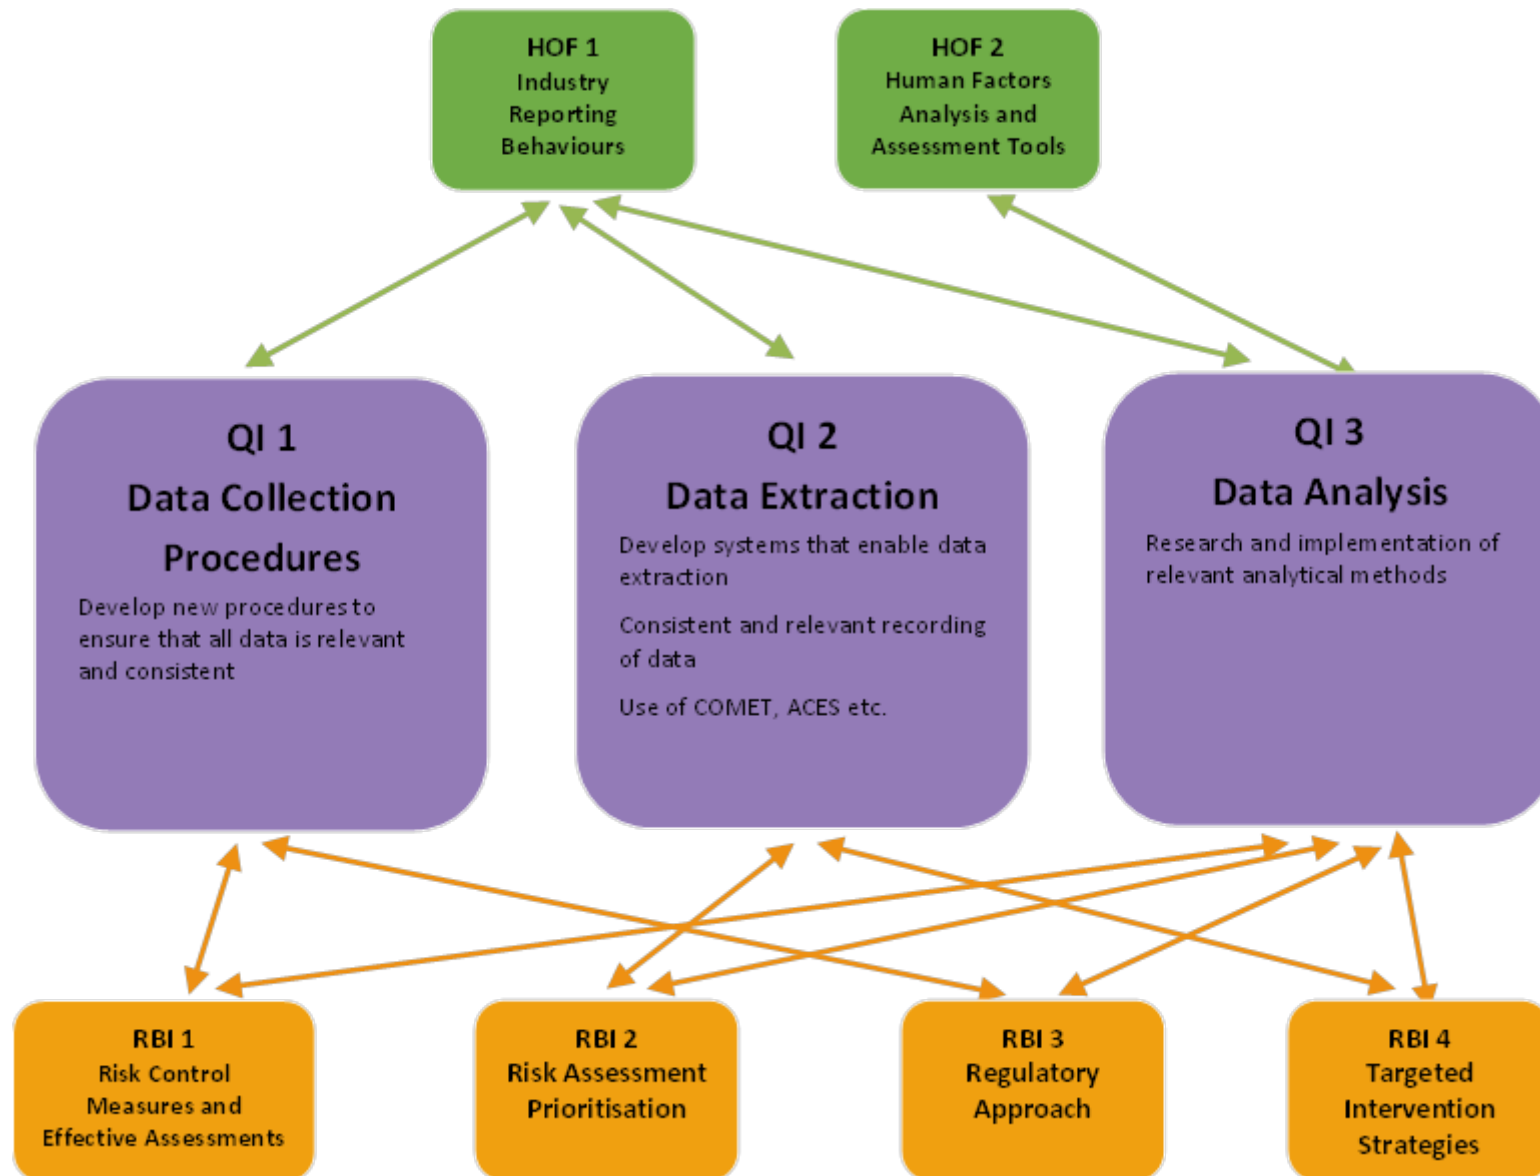 HOF 1
Industry
Reporting
Behaviours
HOF 2
Human Factors
Analysis and
Assessment Tools
QI 1
Data Collection
Procedures
Develop new procedures to
ensure that all data is relevant
and consistent
QI 2
Data Extraction
Develop systems that enable data
extraction
Consistent and relevant recording
of data
Use of COMET, ACES etc.
QI 3
Data Analysis
Research and implementation of
relevant analytical methods
RBI 1
Risk Control
Measures and
Effective Assessments
RBI 2
Risk Assessment
Prioritisation
RBI 3
Regulatory
Approach
RBI 4
Targeted
Intervention
Strategies